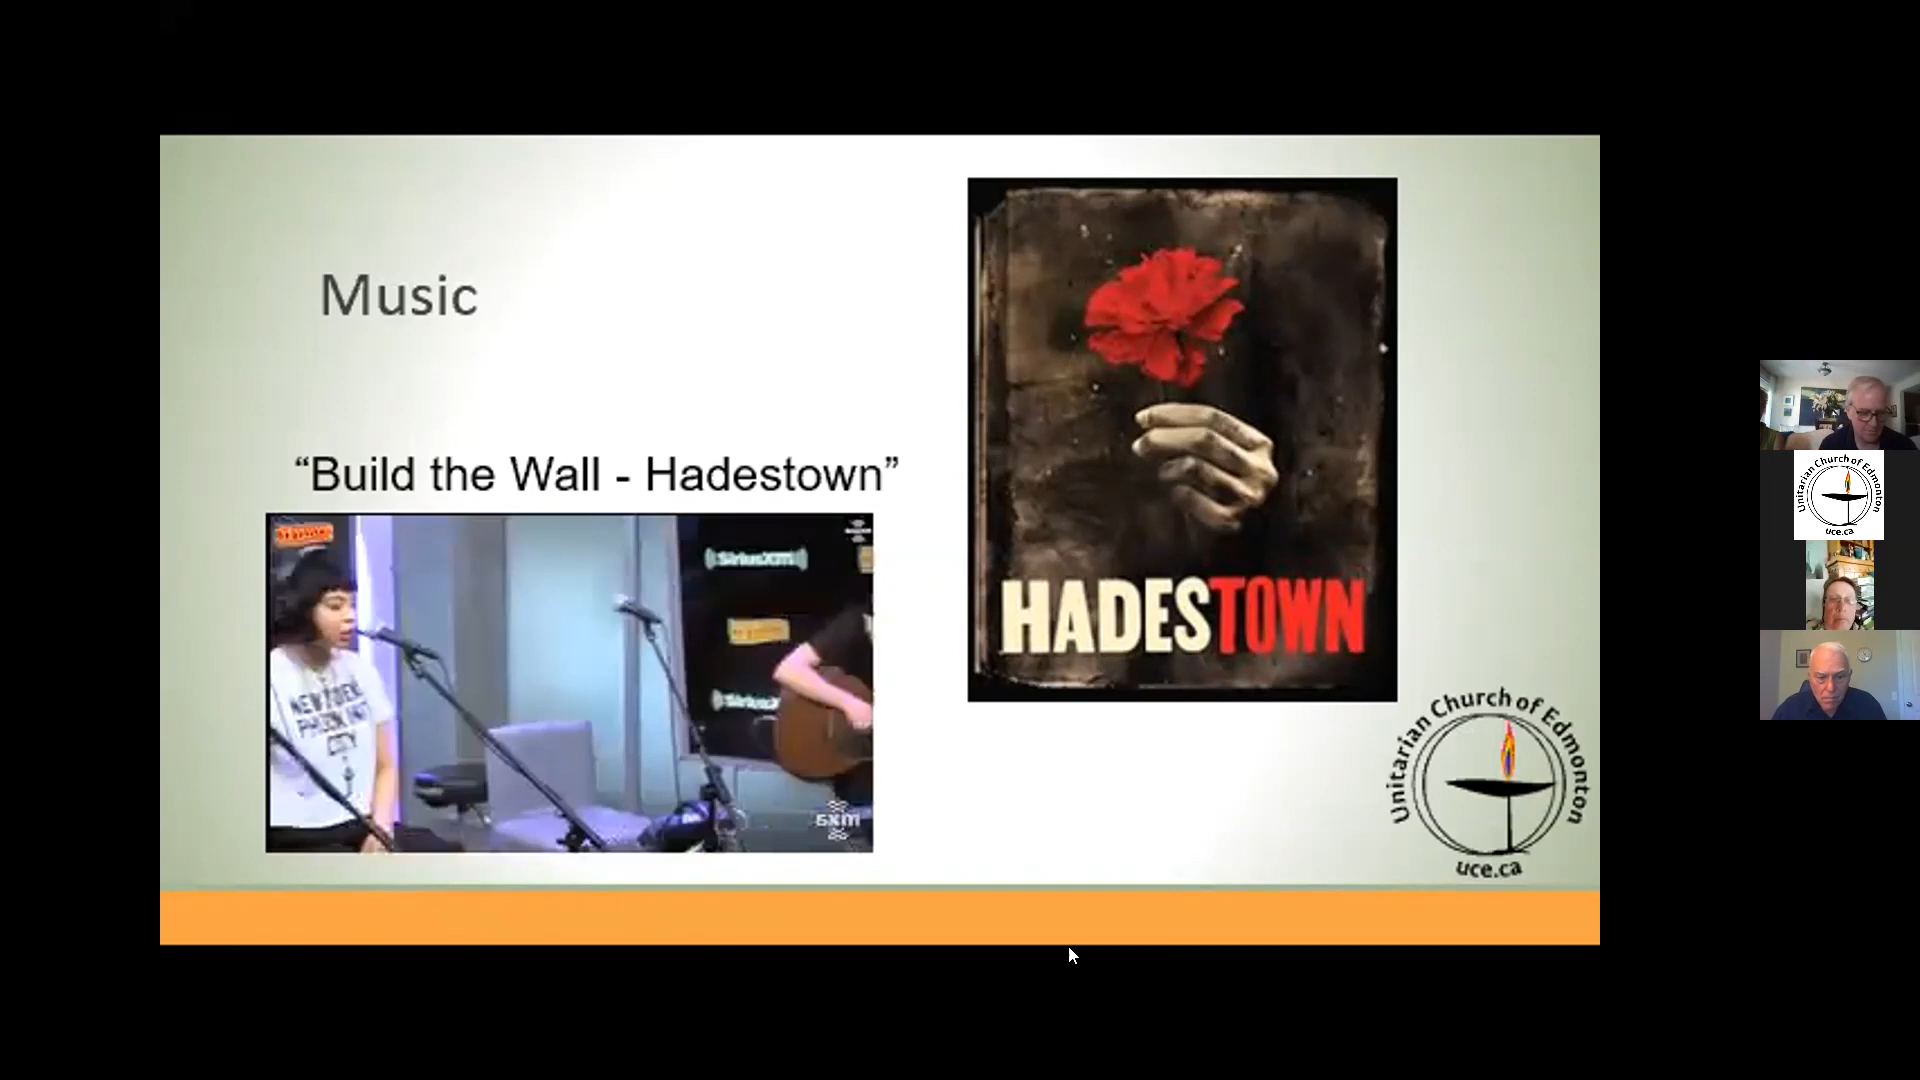 Music
“Build the Wall - Hadestown”
SiriusXM
SXM
HADESTOWN
Unitarian Church of Edmonton
uce.ca
Unitarian Church of Edmonton
uce.ca